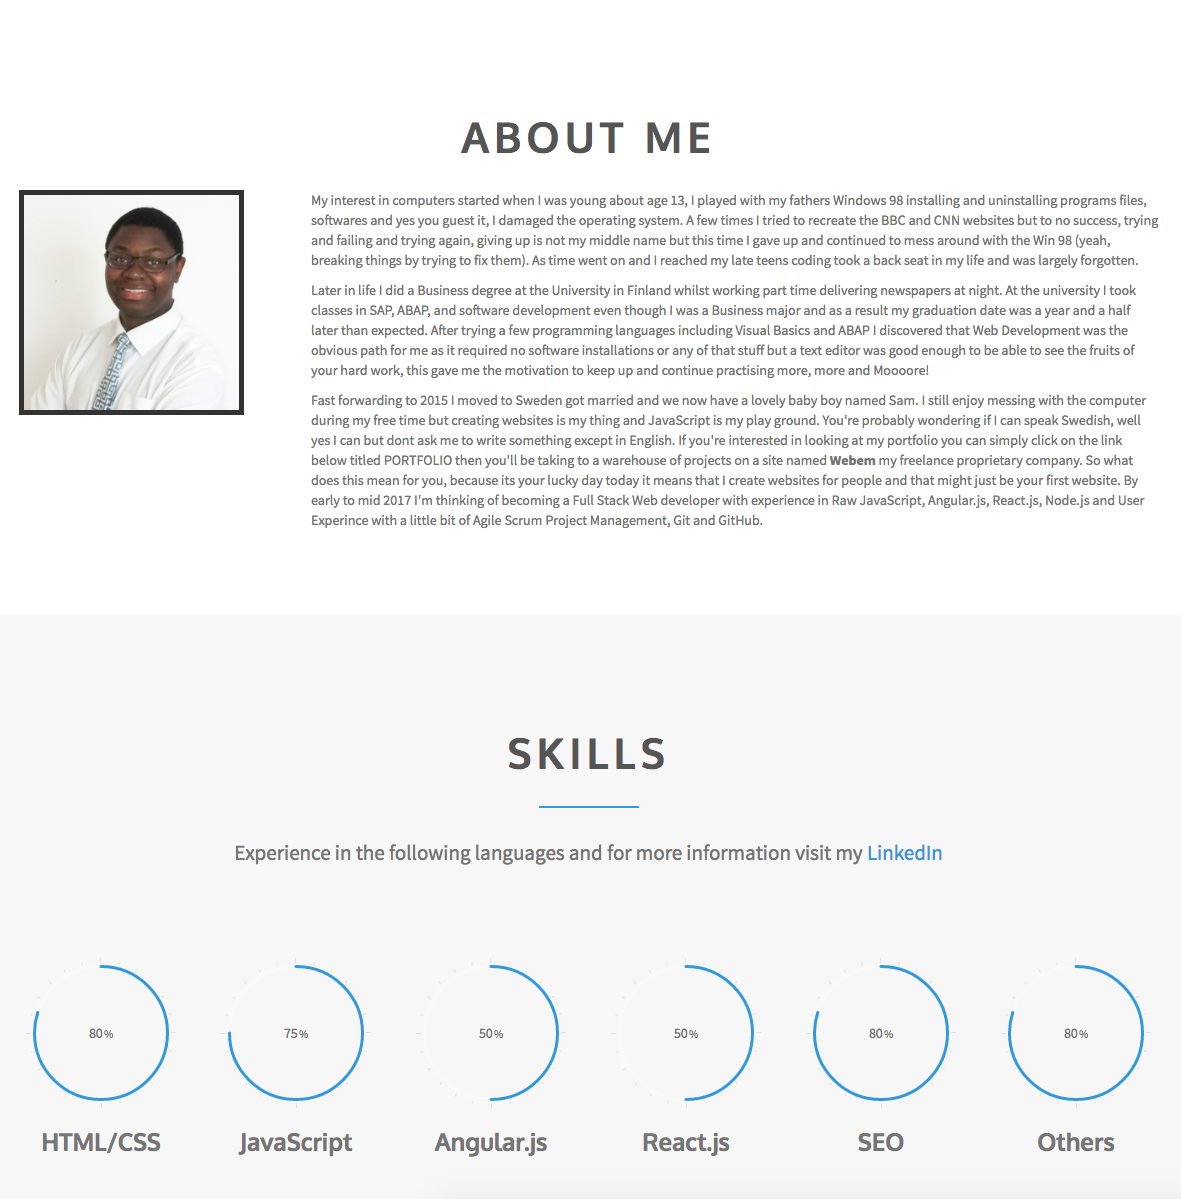 ABOUT ME
My interest in computers started when I was young about age 13, I played with my fathers Windows 98 installing and uninstalling programs files,
softwares and yes you guest it, I damaged the operating system. A few times I tried to recreate the BBC and CNN websites but to no success, trying
and failing and trying again, giving up is not my middle name but this time I gave up and continued to mess around with the Win 98 (yeah,
breaking things by trying to fix them). As time went on and I reached my late teens coding took a back seat in my life and was largely forgotten.
Later in life I did a Business degree at the University in Finland whilst working part time delivering newspapers at night. At the university I took
classes in SAP, ABAP, and software development even though I was a Business major and as a result my graduation date was a year and a half
later than expected. After trying a few programming languages including Visual Basics and ABAP I discovered that Web Development was the
obvious path for me as it required no software installations or any of that stuff but a text editor was good enough to be able to see the fruits of
your hard work, this gave me the motivation to keep up and continue practising more, more and Moooore!
Fast forwarding to 2015 I moved to Sweden got married and we now have a lovely baby boy named Sam. I still enjoy messing with the computer
during my free time but creating websites is my thing and JavaScript is my play ground. You're probably wondering if I can speak Swedish, well
yes I can but dont ask me to write something except in English. If you're interested in looking at my portfolio you can simply click on the link
below titled PORTFOLIO then you'll be taking to a warehouse of projects on a site named Webem my freelance proprietary company. So what
does this mean for you, because its your lucky day today it means that I create websites for people and that might just be your first website. By
early to mid 2017 I'm thinking of becoming a Full Stack Web developer with experience in Raw JavaScript, Angular.js, React.js, Node.js and User
Experince with a little bit of Agile Scrum Project Management, Git and GitHub.
SKILLS
Experience in the following languages and for more information visit my LinkedIn
80% 75% 50% 50% 80% 80%
HTML/CSS JavaScript Angular.js React.js SEO Others